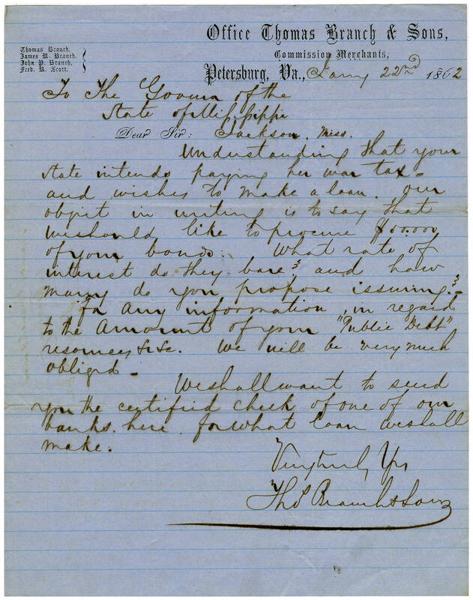 Office Thomas Branch & Sons,
Commission Merchants,
Thomas Branch,
James R. Branch,
John P. Branch,
Fred. R. Scott.
Petersburg, Va., Jany 22nd 1862
To The Govenr of the
State of Mississippi
Dear Sir: Jackson, Miss.
Understanding that your
state intends paying her war tax -
and wishes to make a loan. Our
object in writing is to say that
we should like to procure
of your bonds. What rate of
interest do they bare? and how
many do you propose issuing?
For any information, in regard
to the amount of your "Public Debt"
resources &c &c. We will be very much
obliged -
We shall want to send
you the certified check of one of our
banks, here. for what loan we shall
make.
Very truly Yrs
Thos Branch & Sons